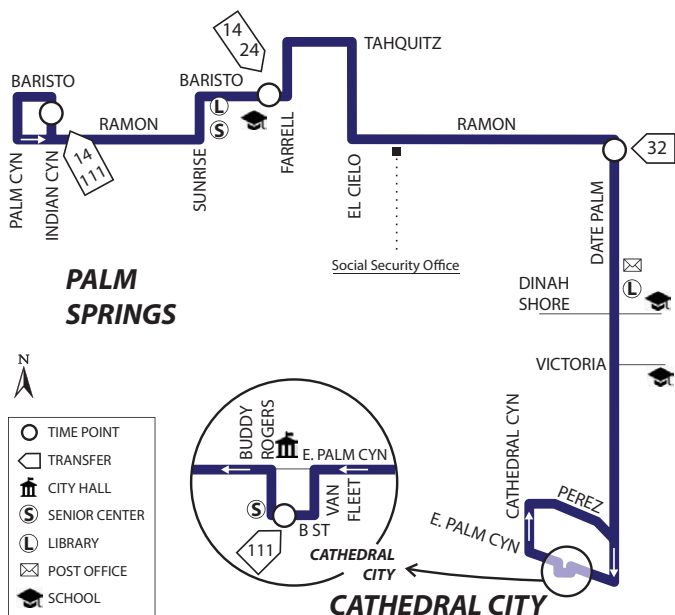 14
24
TAHQUITZ
BARISTO
BARISTO
L
S
RAMON
RAMON
32
14
111
PALM CYN
INDIAN CYN
SUNRISE
FARRELL
EL CIELO
DATE PALM
Social Security Office
PALM
SPRINGS
L
DINAH
SHORE
VICTORIA
N
TIME POINT
TRANSFER
CITY HALL
S SENIOR CENTER
L LIBRARY
POST OFFICE
SCHOOL
BUDDY
ROGERS
E. PALM CYN
VAN
FLEET
S
B ST
111
CATHEDRAL
CITY
CATHEDRAL CYN
PEREZ
E. PALM CYN
CATHEDRAL CITY